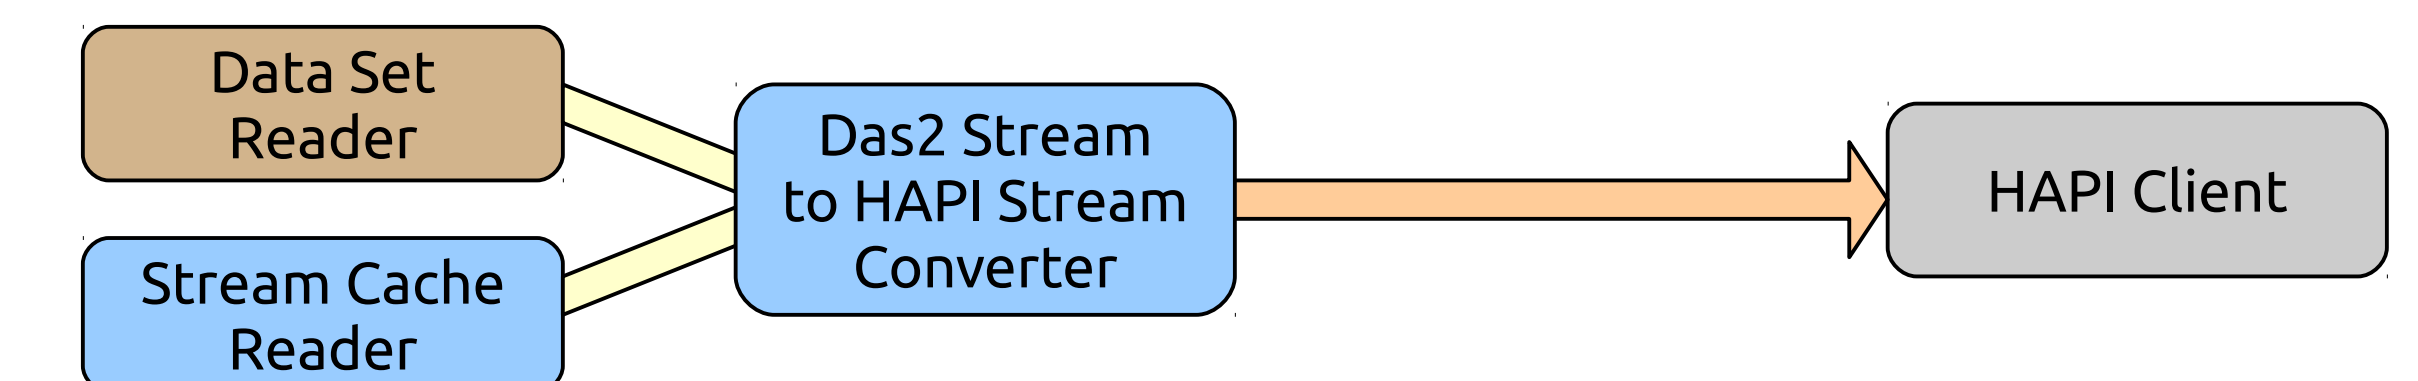 Data Set
Reader
Stream Cache
Reader
Das2 Stream
to HAPI Stream
Converter
HAPI Client